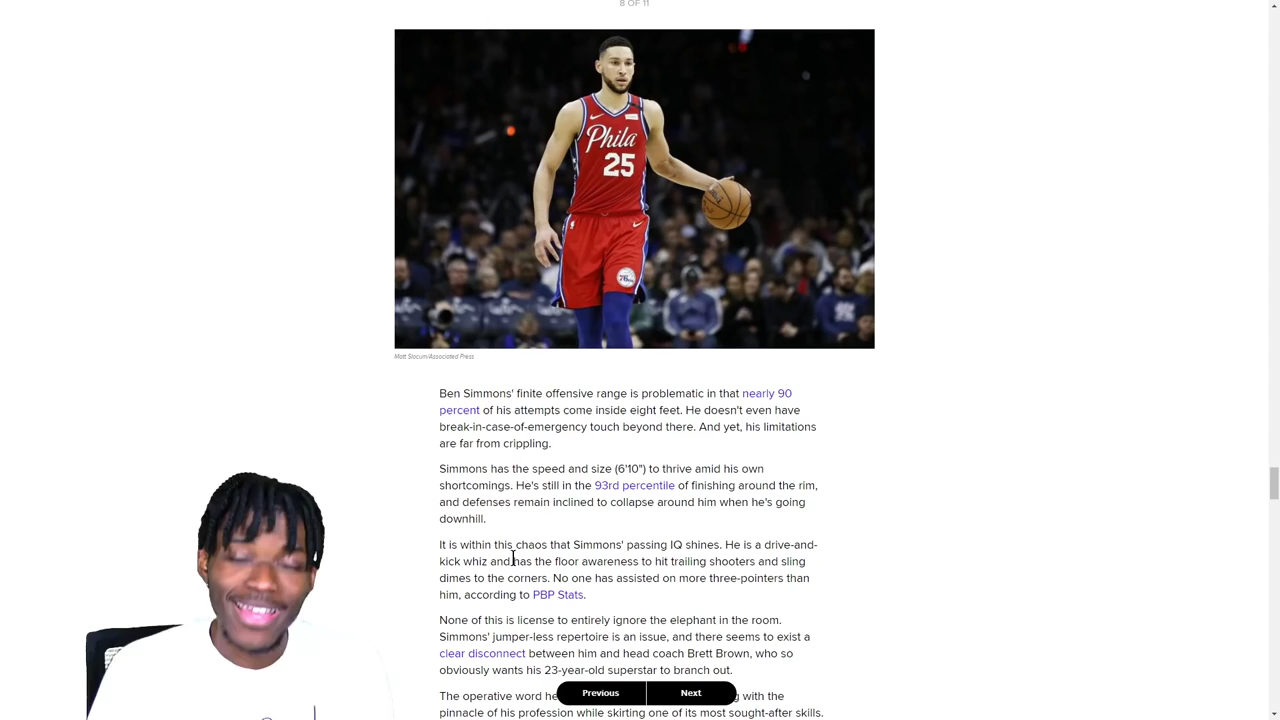 8 OF 11
Phila
25
76
Matt Slocum/Associated Press
Ben Simmons' finite offensive range is problematic in that nearly 90
percent of his attempts come inside eight feet. He doesn't even have
break-in-case-of-emergency touch beyond there. And yet, his limitations
are far from crippling.
Simmons has the speed and size (6'10") to thrive amid his own
shortcomings. He's still in the 93rd percentile of finishing around the rim,
and defenses remain inclined to collapse around him when he's going
downhill.
It is within this chaos that Simmons' passing IQ shines. He is a drive-and-
kick whiz and has the floor awareness to hit trailing shooters and sling
dimes to the corners. No one has assisted on more three-pointers than
him, according to PBP Stats.
None of this is license to entirely ignore the elephant in the room.
Simmons' jumper-less repertoire is an issue, and there seems to exist a
clear disconnect between him and head coach Brett Brown, who so
obviously wants his 23-year-old superstar to branch out.
Previous Next
The operative word with the
pinnacle of his profession while skirting one of its most sought-after skills.